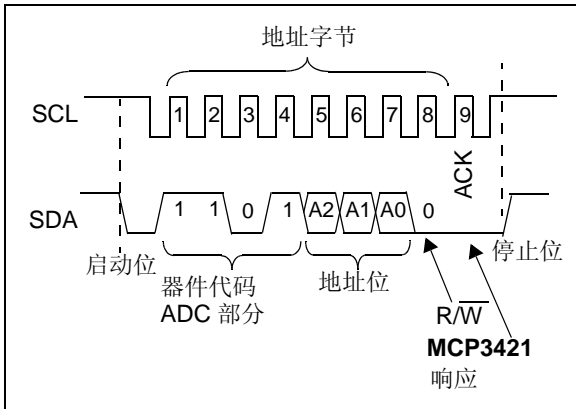 地址字节
SCL 1 2 3 4 5 6 7 8 9
ACK
SDA 1 1 0 1 A2 A1 A0 0
启动位
器件代码
ADC 部分
地址位
停止位
R/W
MCP3421
响应